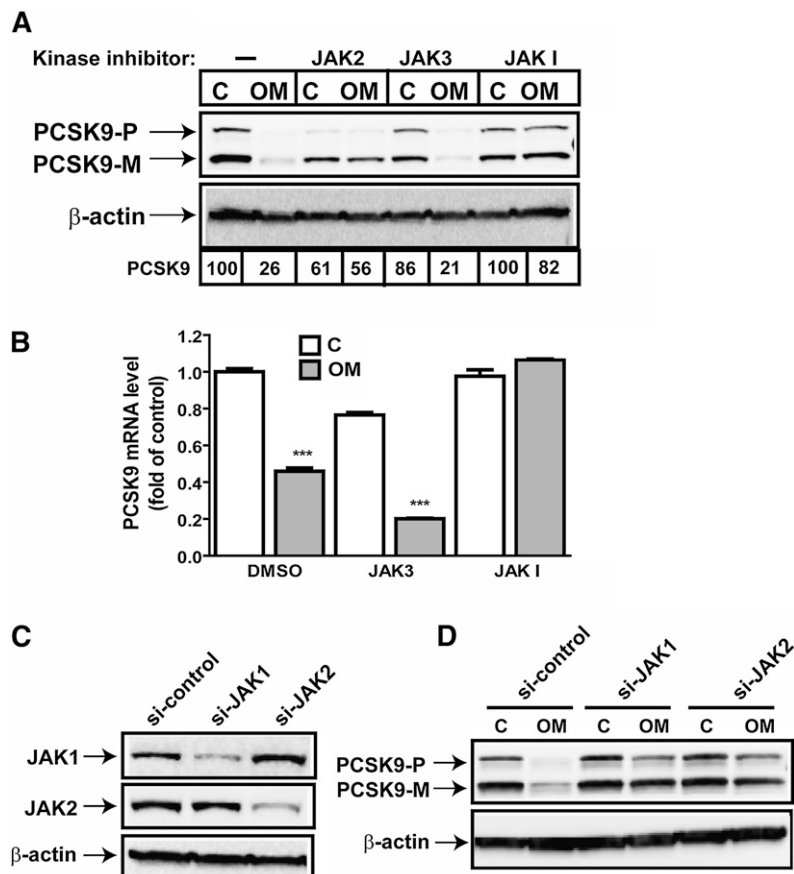 A
Kinase inhibitor: — JAK2 JAK3 JAK I
C OM C OM C OM C OM
PCSK9-P
PCSK9-M
β-actin
PCSK9 100 26 61 56 86 21 100 82
B
PCSK9 mRNA level
(fold of control)
1.2
1.0
0.8
0.6
0.4
0.2
0.0
C
OM
***
***
DMSO JAK3 JAK I
C
si-control si-JAK1 si-JAK2
JAK1
JAK2
β-actin
D
si-control si-JAK1 si-JAK2
C OM C OM C OM
PCSK9-P
PCSK9-M
β-actin